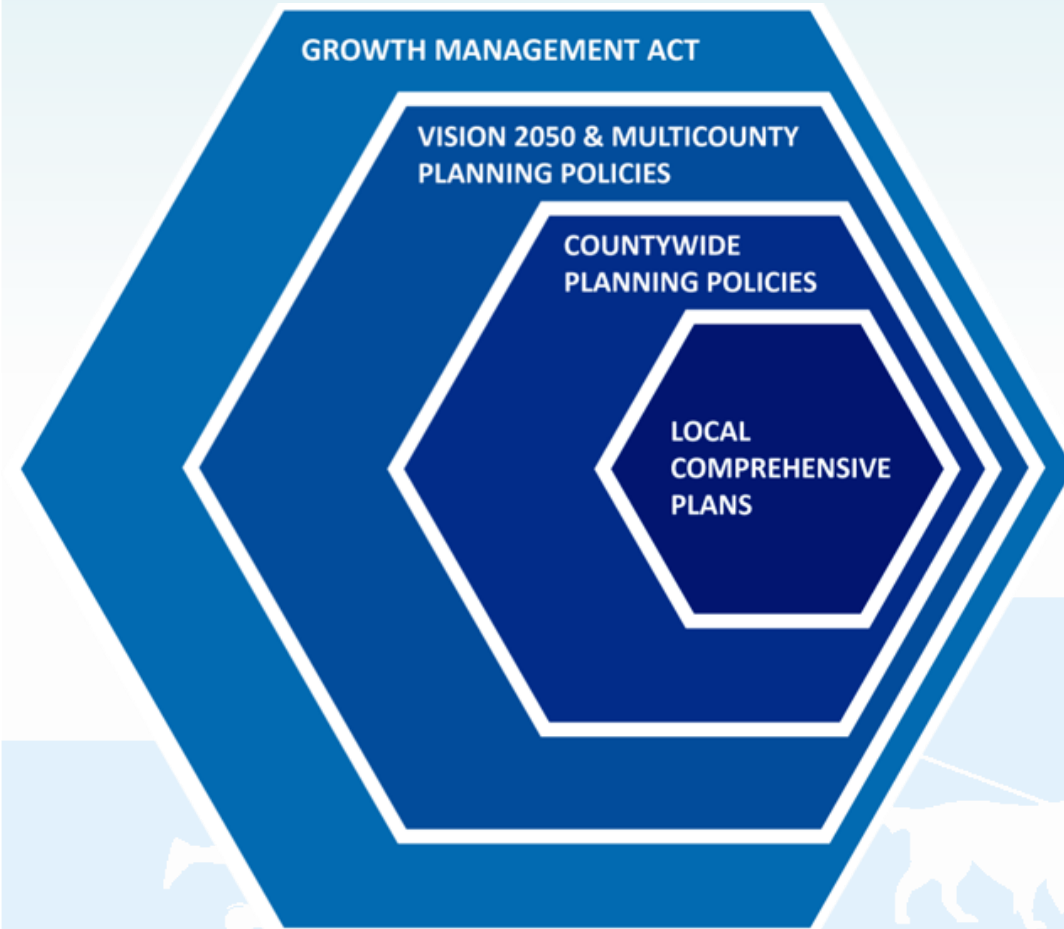 GROWTH MANAGEMENT ACT
VISION 2050 & MULTICOUNTY
PLANNING POLICIES
COUNTYWIDE
PLANNING POLICIES
LOCAL
COMPREHENSIVE
PLANS